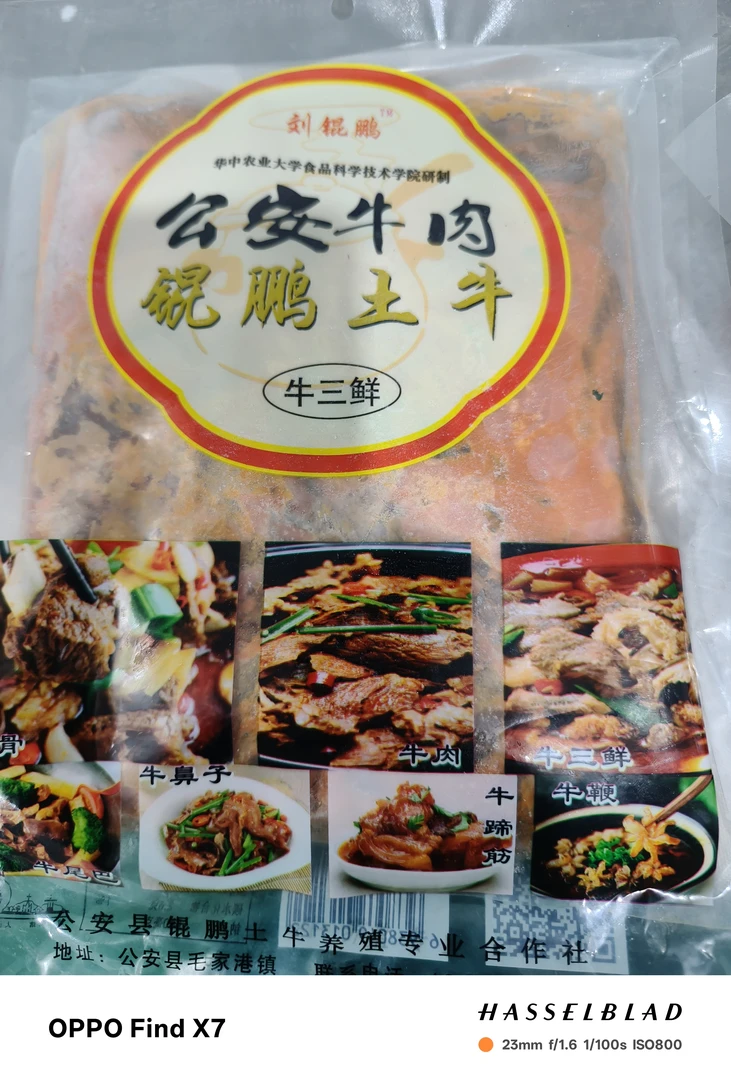 刘锟鹏
TM
华中农业大学食品科学技术学院研制
公安牛肉
锟鹏土牛
牛三鲜
骨
牛肉
牛三鲜
牛鼻子
牛蹄筋
牛鞭
牛尾巴
公安县锟鹏土牛养殖专业合作社
地址：公安县毛家港镇
联系电话
OPPO Find X7
HASSELBLAD
23mm f/1.6 1/100s ISO800